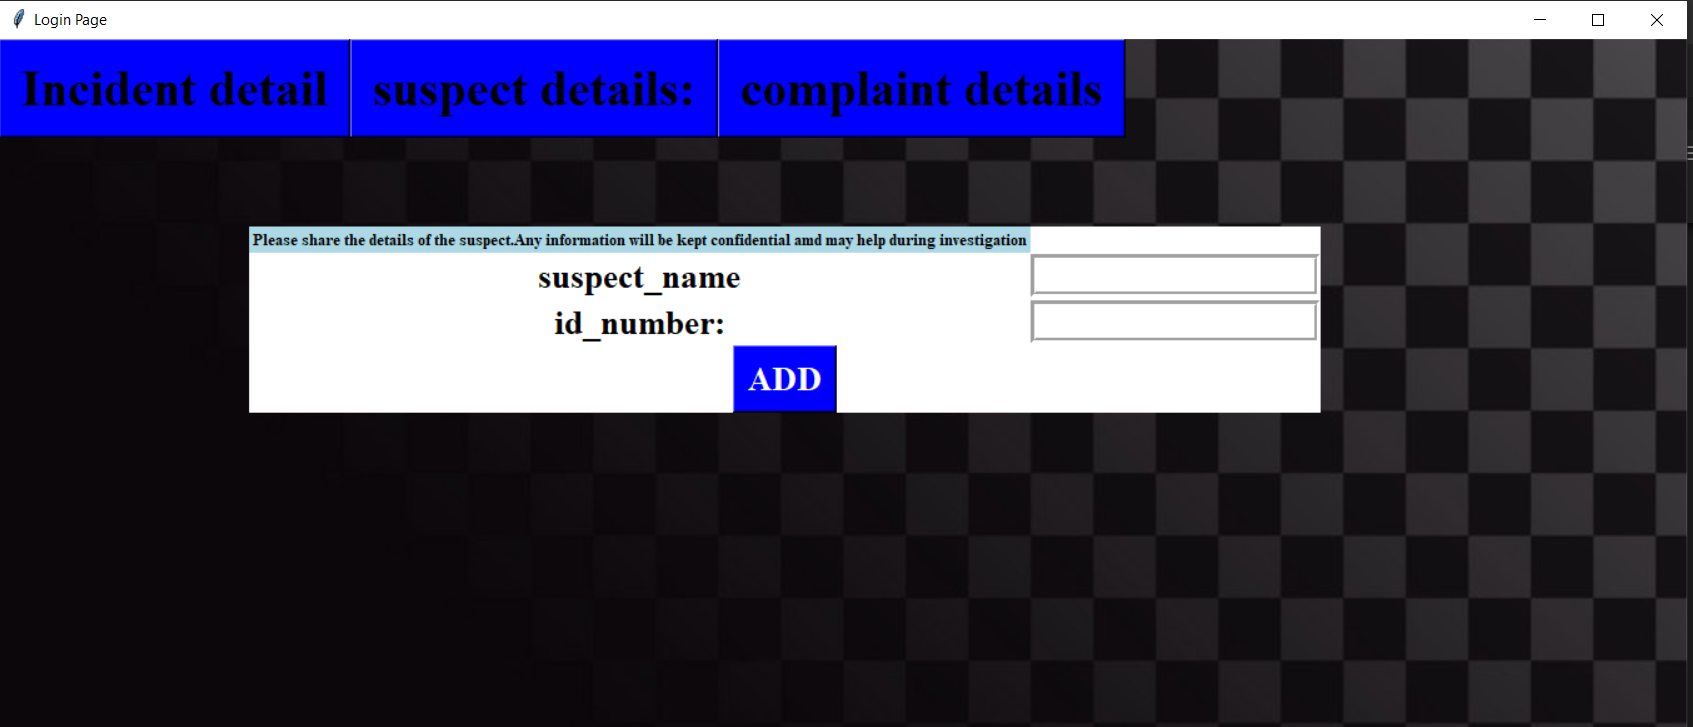 Login Page
Incident detail suspect details: complaint details
Please share the details of the suspect.Any information will be kept confidential amd may help during investigation
suspect_name
id_number:
ADD